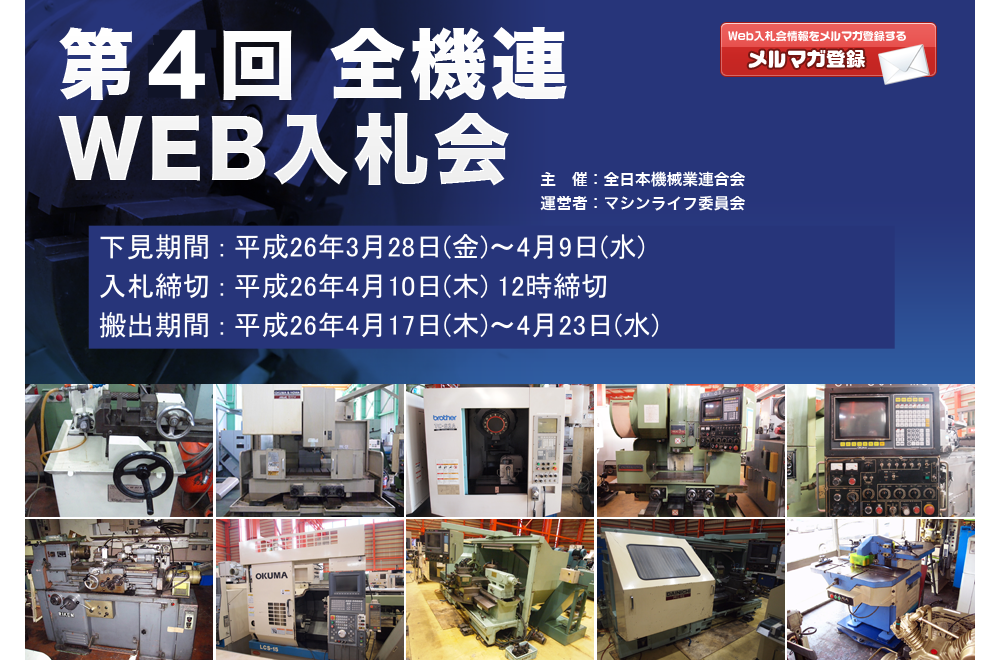 第4回 全機連
WEB入札会
Web入札会情報をメルマガ登録する
メルマガ登録
主　催：全日本機械業連合会
運営者：マシンライフ委員会
下見期間：平成26年3月28日(金)～4月9日(水)
入札締切：平成26年4月10日(木) 12時締切
搬出期間：平成26年4月17日(木)～4月23日(水)
brother
OKUMA
LCS-15